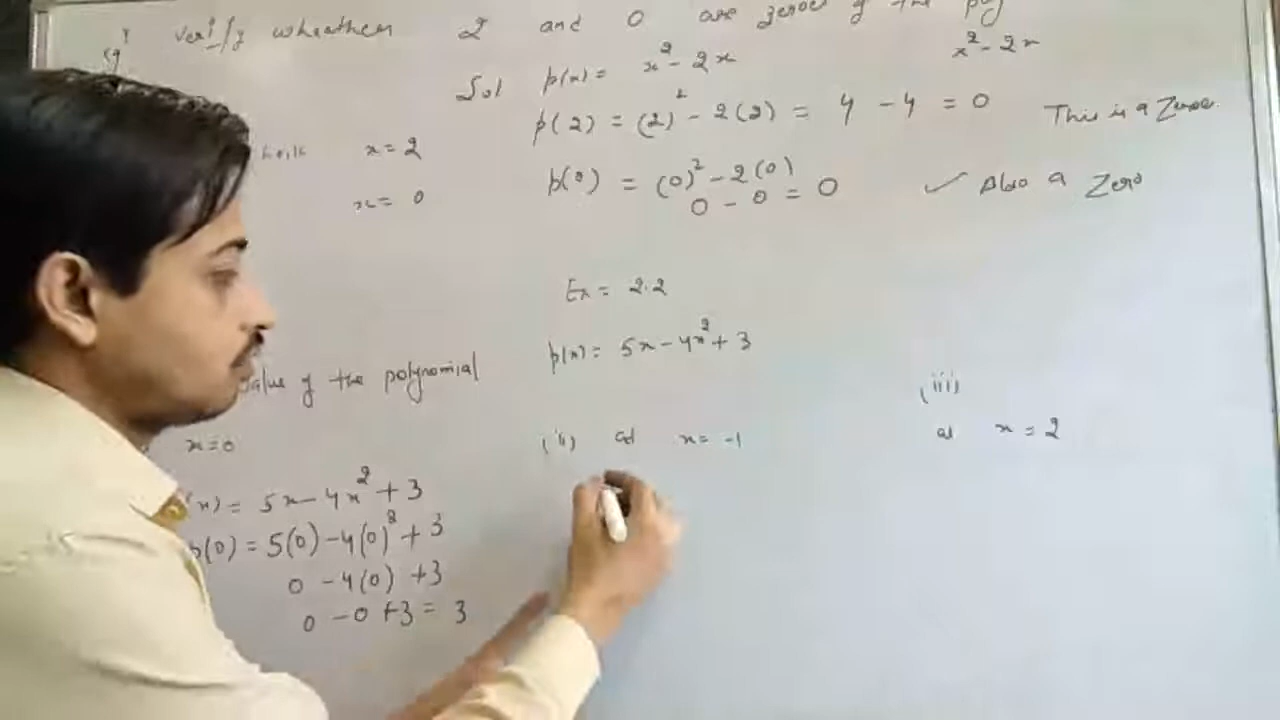 verify wheather 2 and 0 are zeroes of the poly
x² - 2x
Sol p(x) = x² - 2x
p(2) = (2)² - 2(2) = 4 - 4 = 0 This is a Zeroe
x = 2
p(0) = (0)² - 2(0)
0 - 0 = 0 ✓ Also a Zero
x = 0
Ex = 2.2
p(x) = 5x - 4x² + 3
value of the polynomial
x = 0
(x) = 5x - 4x² + 3
p(0) = 5(0) - 4(0)² + 3
0 - 4(0) + 3
0 - 0 + 3 = 3
(ii) at x = -1
(iii)
at x = 2